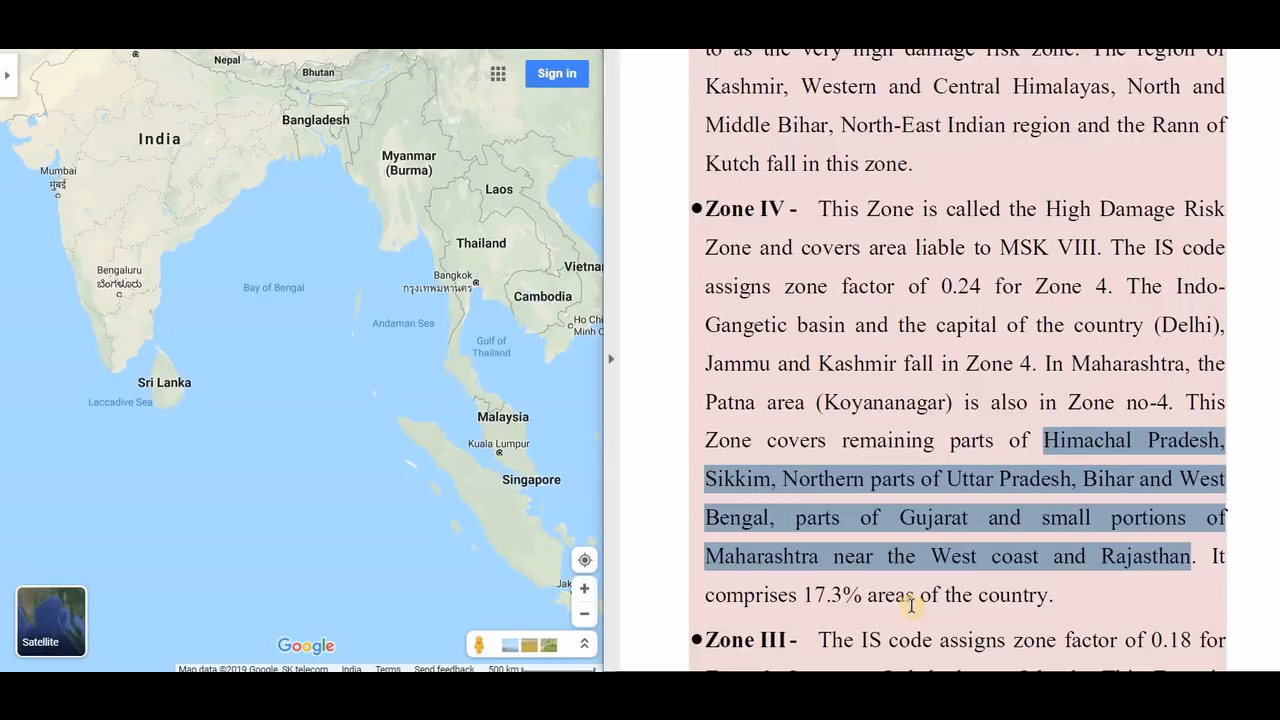 Nepal
Bhutan
Sign in
India
Bangladesh
Mumbai
मुंबई
Myanmar
(Burma)
Laos
Thailand
Bengaluru
ಬೆಂಗಳೂರು
Bay of Bengal
Bangkok
กรุงเทพมหานคร
Vietnam
Cambodia
Andaman Sea
Ho Chi
Minh C
Gulf of
Thailand
Sri Lanka
Laccadive Sea
Malaysia
Kuala Lumpur
Singapore
Jak
Satellite
Google
Map data ©2019 Google, SK telecom India Terms Send feedback 500 km
to as the very high damage risk zone. The region of
Kashmir, Western and Central Himalayas, North and
Middle Bihar, North-East Indian region and the Rann of
Kutch fall in this zone.
●Zone IV - This Zone is called the High Damage Risk
Zone and covers area liable to MSK VIII. The IS code
assigns zone factor of 0.24 for Zone 4. The Indo-
Gangetic basin and the capital of the country (Delhi),
Jammu and Kashmir fall in Zone 4. In Maharashtra, the
Patna area (Koyananagar) is also in Zone no-4. This
Zone covers remaining parts of Himachal Pradesh,
Sikkim, Northern parts of Uttar Pradesh, Bihar and West
Bengal, parts of Gujarat and small portions of
Maharashtra near the West coast and Rajasthan. It
comprises 17.3% areas of the country.
●Zone III - The IS code assigns zone factor of 0.18 for